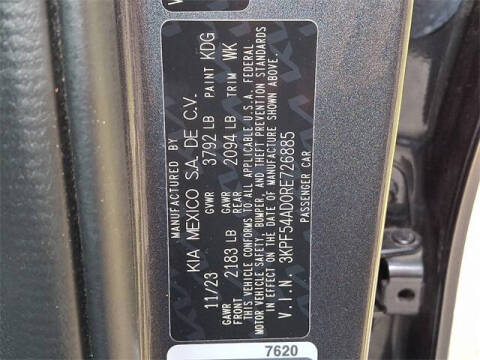 MANUFACTURED BY
KIA MEXICO S.A. DE C.V.
11/23 GVWR 3792 LB PAINT KDG
GAWR FRONT 2183 LB GAWR REAR 2094 LB TRIM WK
THIS VEHICLE CONFORMS TO ALL APPLICABLE U.S.A. FEDERAL
MOTOR VEHICLE SAFETY, BUMPER, AND THEFT PREVENTION STANDARDS
IN EFFECT ON THE DATE OF MANUFACTURE SHOWN ABOVE.
V.I.N. 3KPF54AD0RE726885
PASSENGER CAR
7620